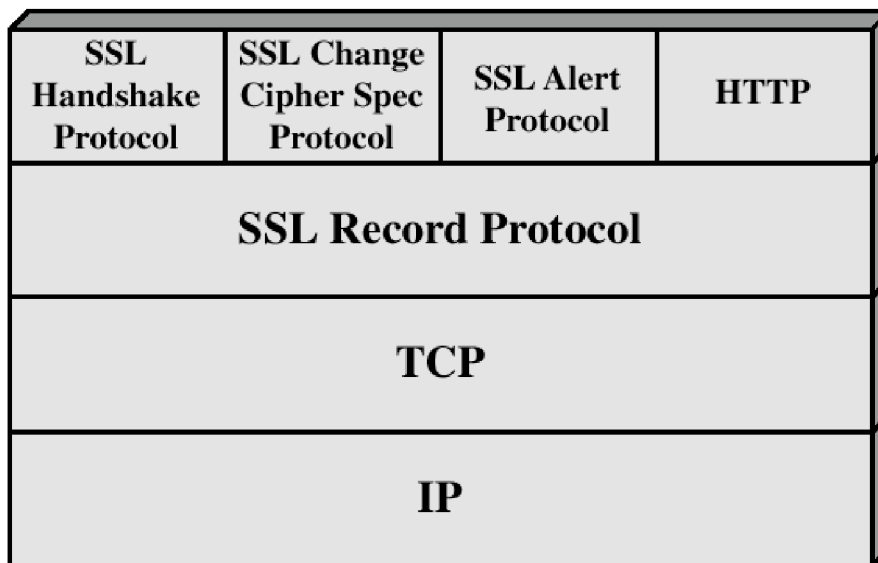 SSL
Handshake
Protocol
SSL Change
Cipher Spec
Protocol
SSL Alert
Protocol
HTTP
SSL Record Protocol
TCP
IP